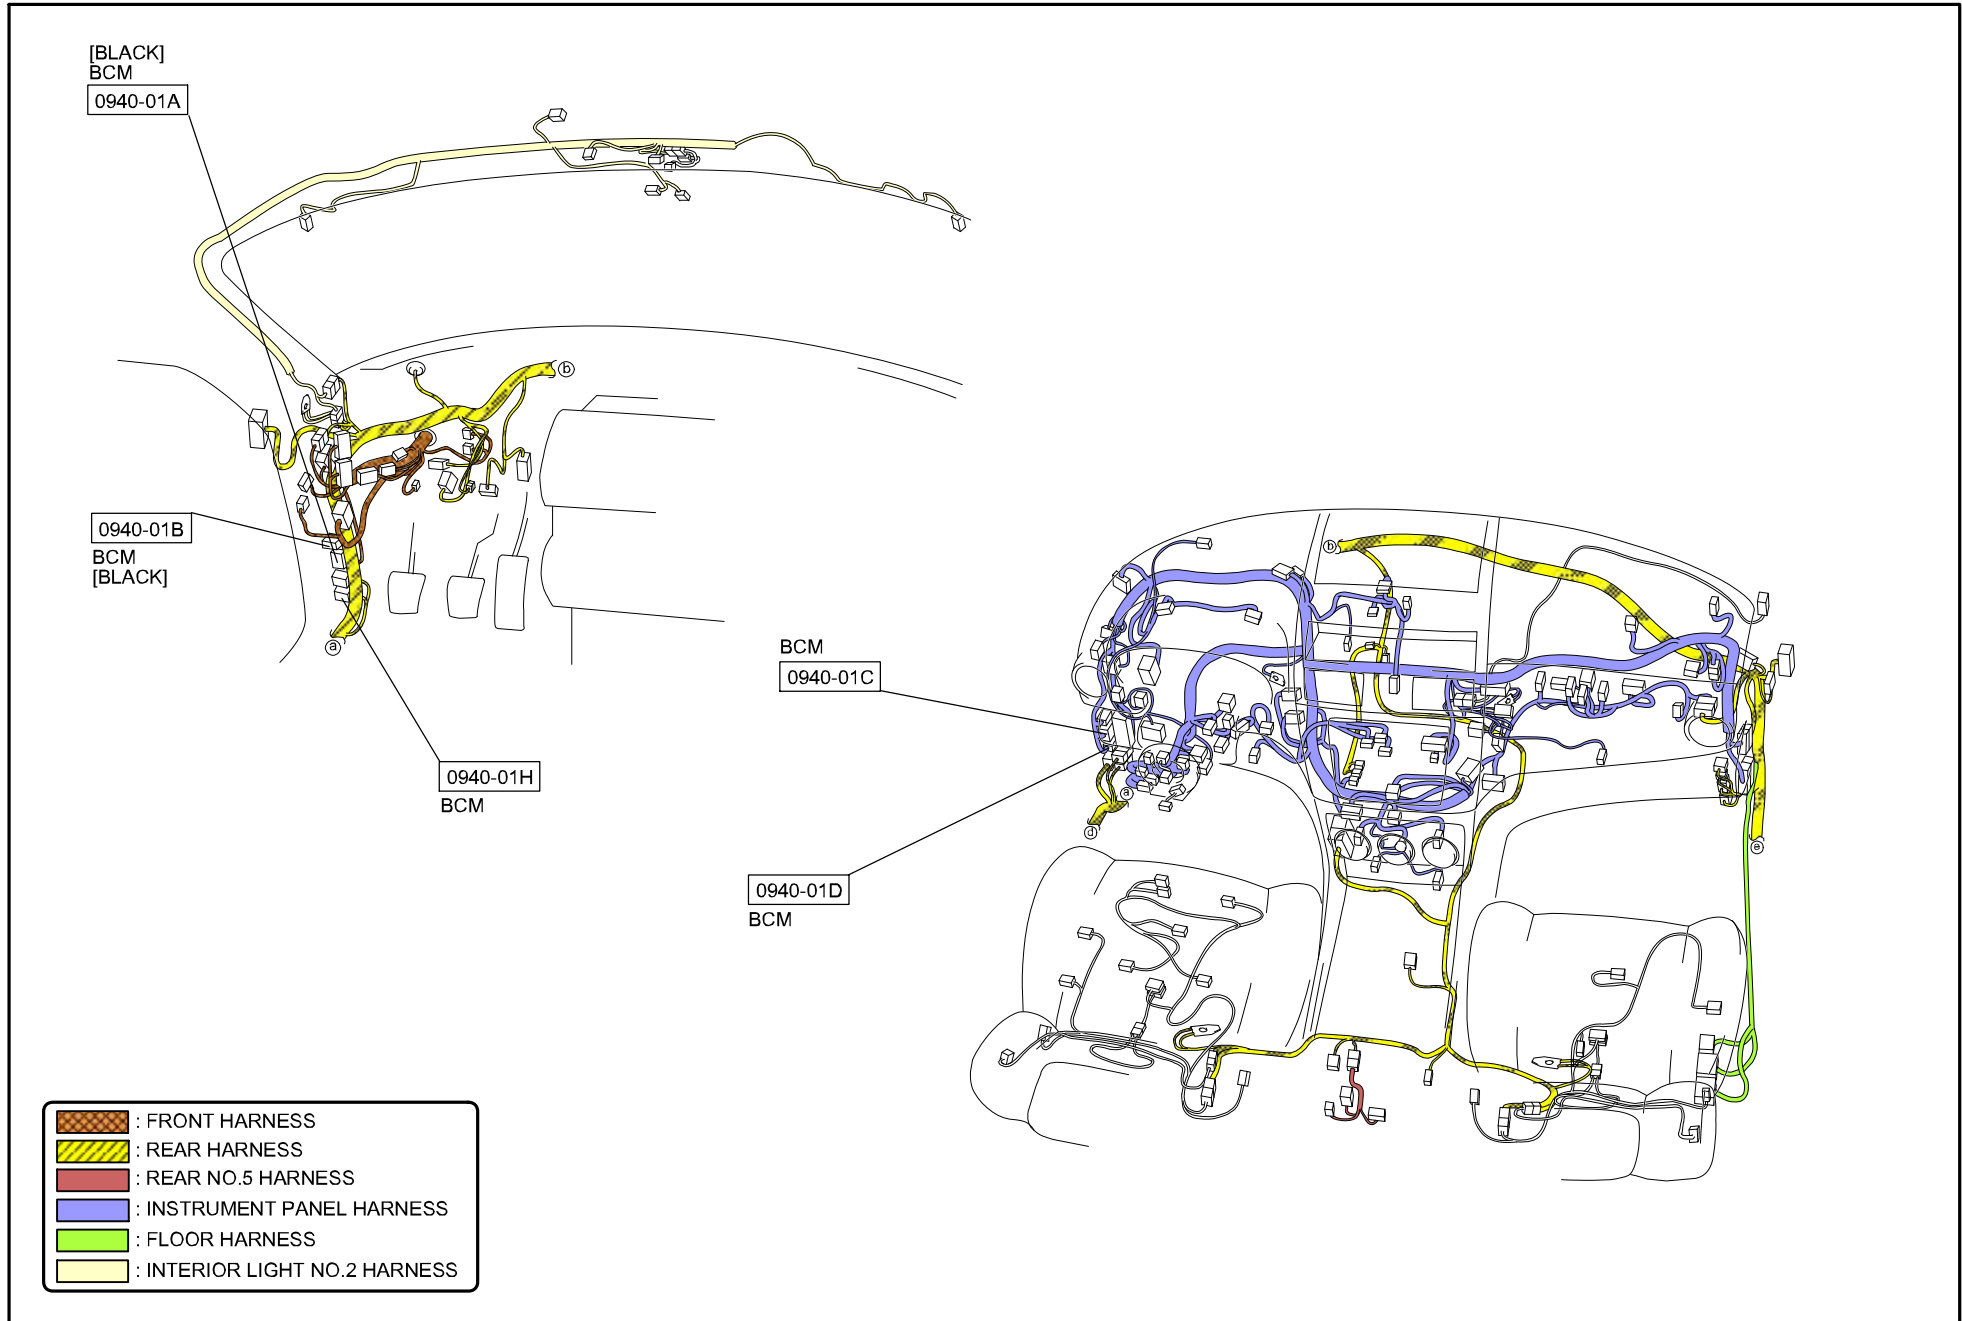 [BLACK]
BCM
0940-01A
b
0940-01B
BCM
[BLACK]
a
b
BCM
0940-01C
0940-01H
BCM
a
d
e
0940-01D
BCM
: FRONT HARNESS
: REAR HARNESS
: REAR NO.5 HARNESS
: INSTRUMENT PANEL HARNESS
: FLOOR HARNESS
: INTERIOR LIGHT NO.2 HARNESS